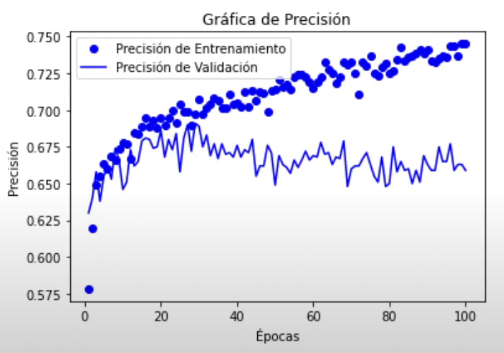 Gráfica de Precisión
Precisión de Entrenamiento
Precisión de Validación
0.750
0.725
0.700
0.675
0.650
0.625
0.600
0.575
Precisión
0 20 40 60 80 100
Épocas